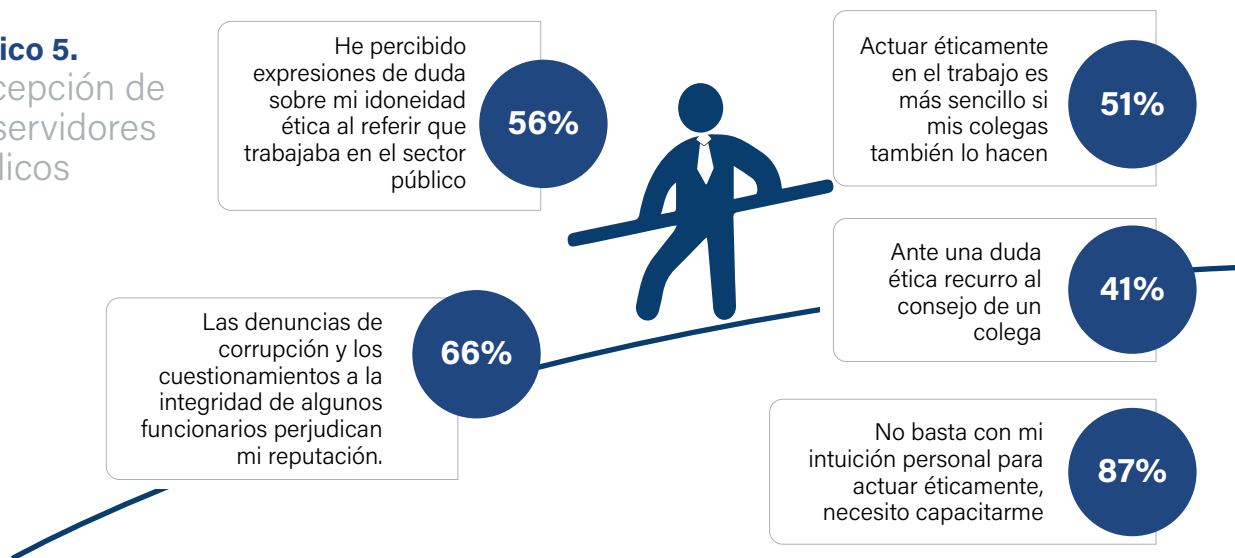 ico 5.
cepción de
servidores
licos
He percibido
expresiones de duda
sobre mi idoneidad
ética al referir que
trabajaba en el sector
público
56%
Actuar éticamente
en el trabajo es
más sencillo si
mis colegas
también lo hacen
51%
Ante una duda
ética recurro al
consejo de un
colega
41%
Las denuncias de
corrupción y los
cuestionamientos a la
integridad de algunos
funcionarios perjudican
mi reputación.
66%
No basta con mi
intuición personal para
actuar éticamente,
necesito capacitarme
87%